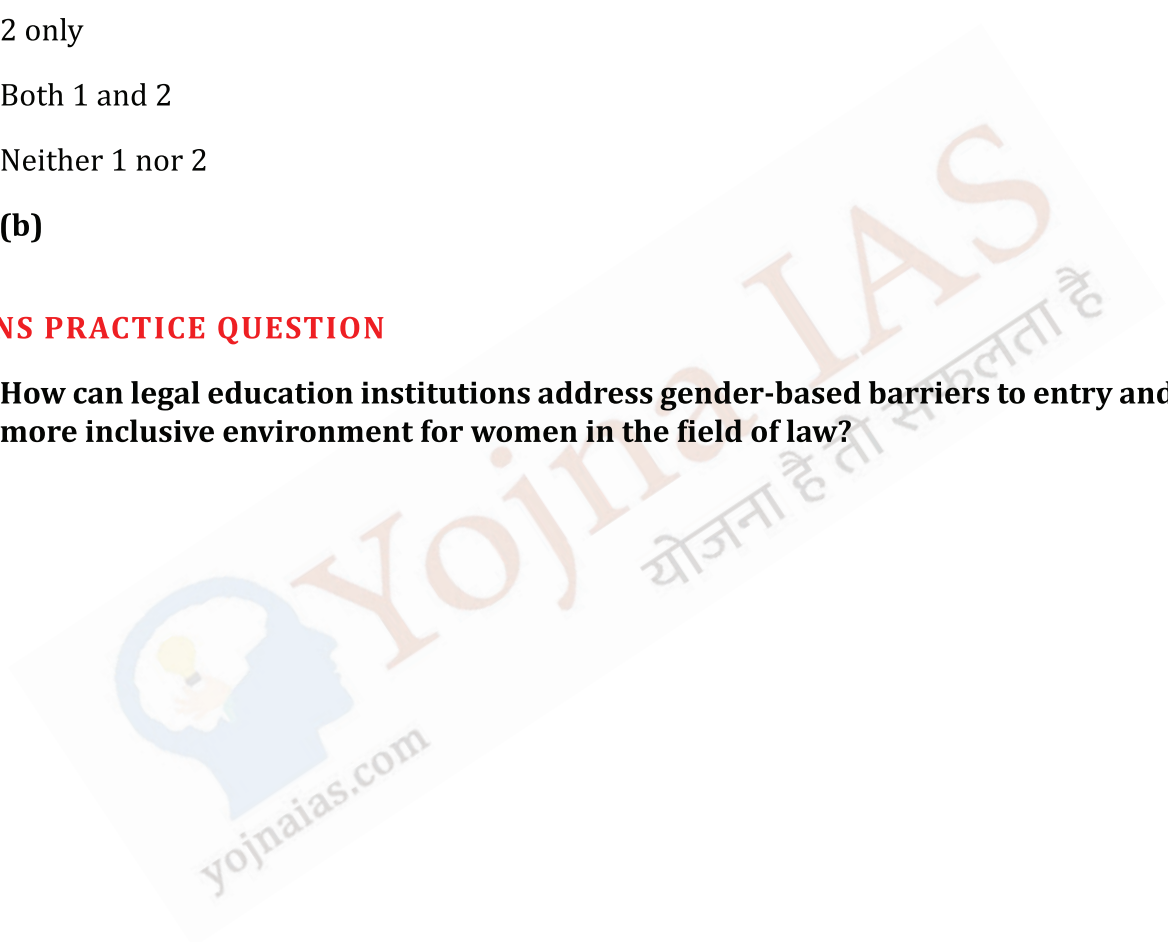 2 only
Both 1 and 2
Neither 1 nor 2
(b)
NS PRACTICE QUESTION
How can legal education institutions address gender-based barriers to entry and
more inclusive environment for women in the field of law?
Yojna IAS
योजना है तो सफलता है
yojnaias.com